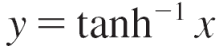 y = tanh⁻¹ x